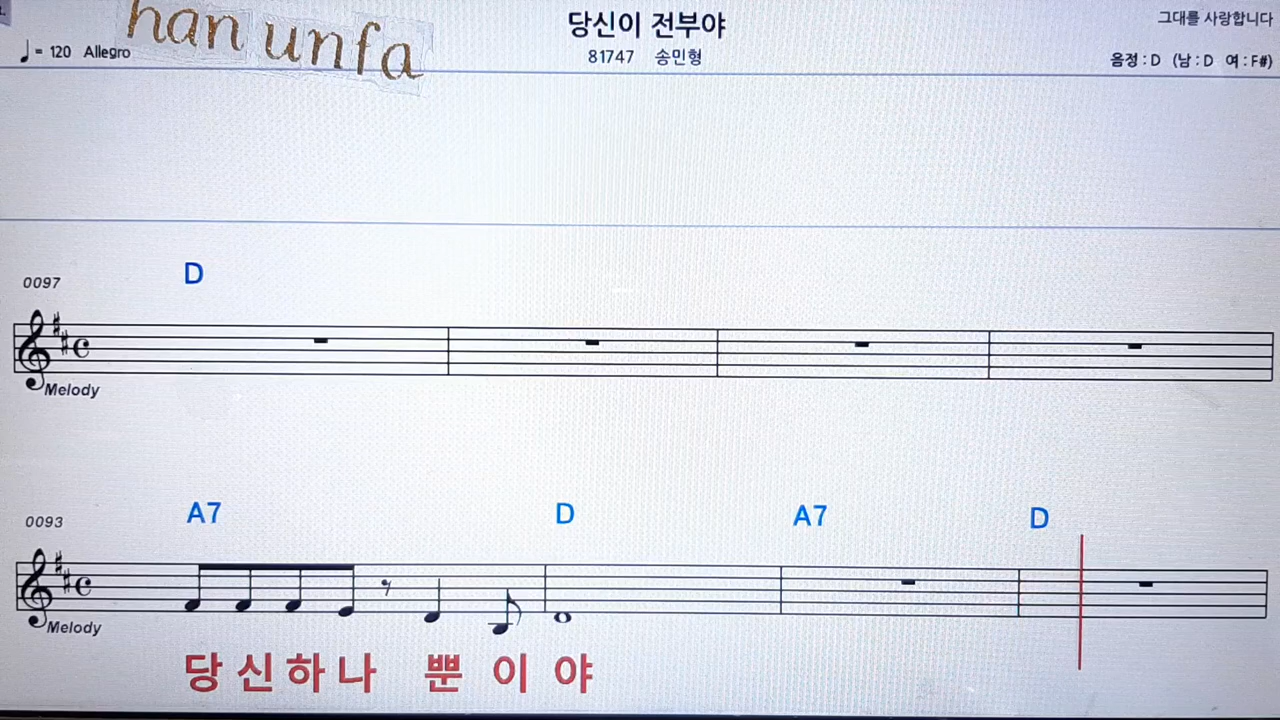 han unfa
당신이 전부야
그대를 사랑합니다
♩ = 120 Allegro
81747 송민형
음정 : D (남 : D 여 : F#)
0097
D
Melody
0093
A7 D A7 D
Melody
당 신 하 나 뿐 이 야